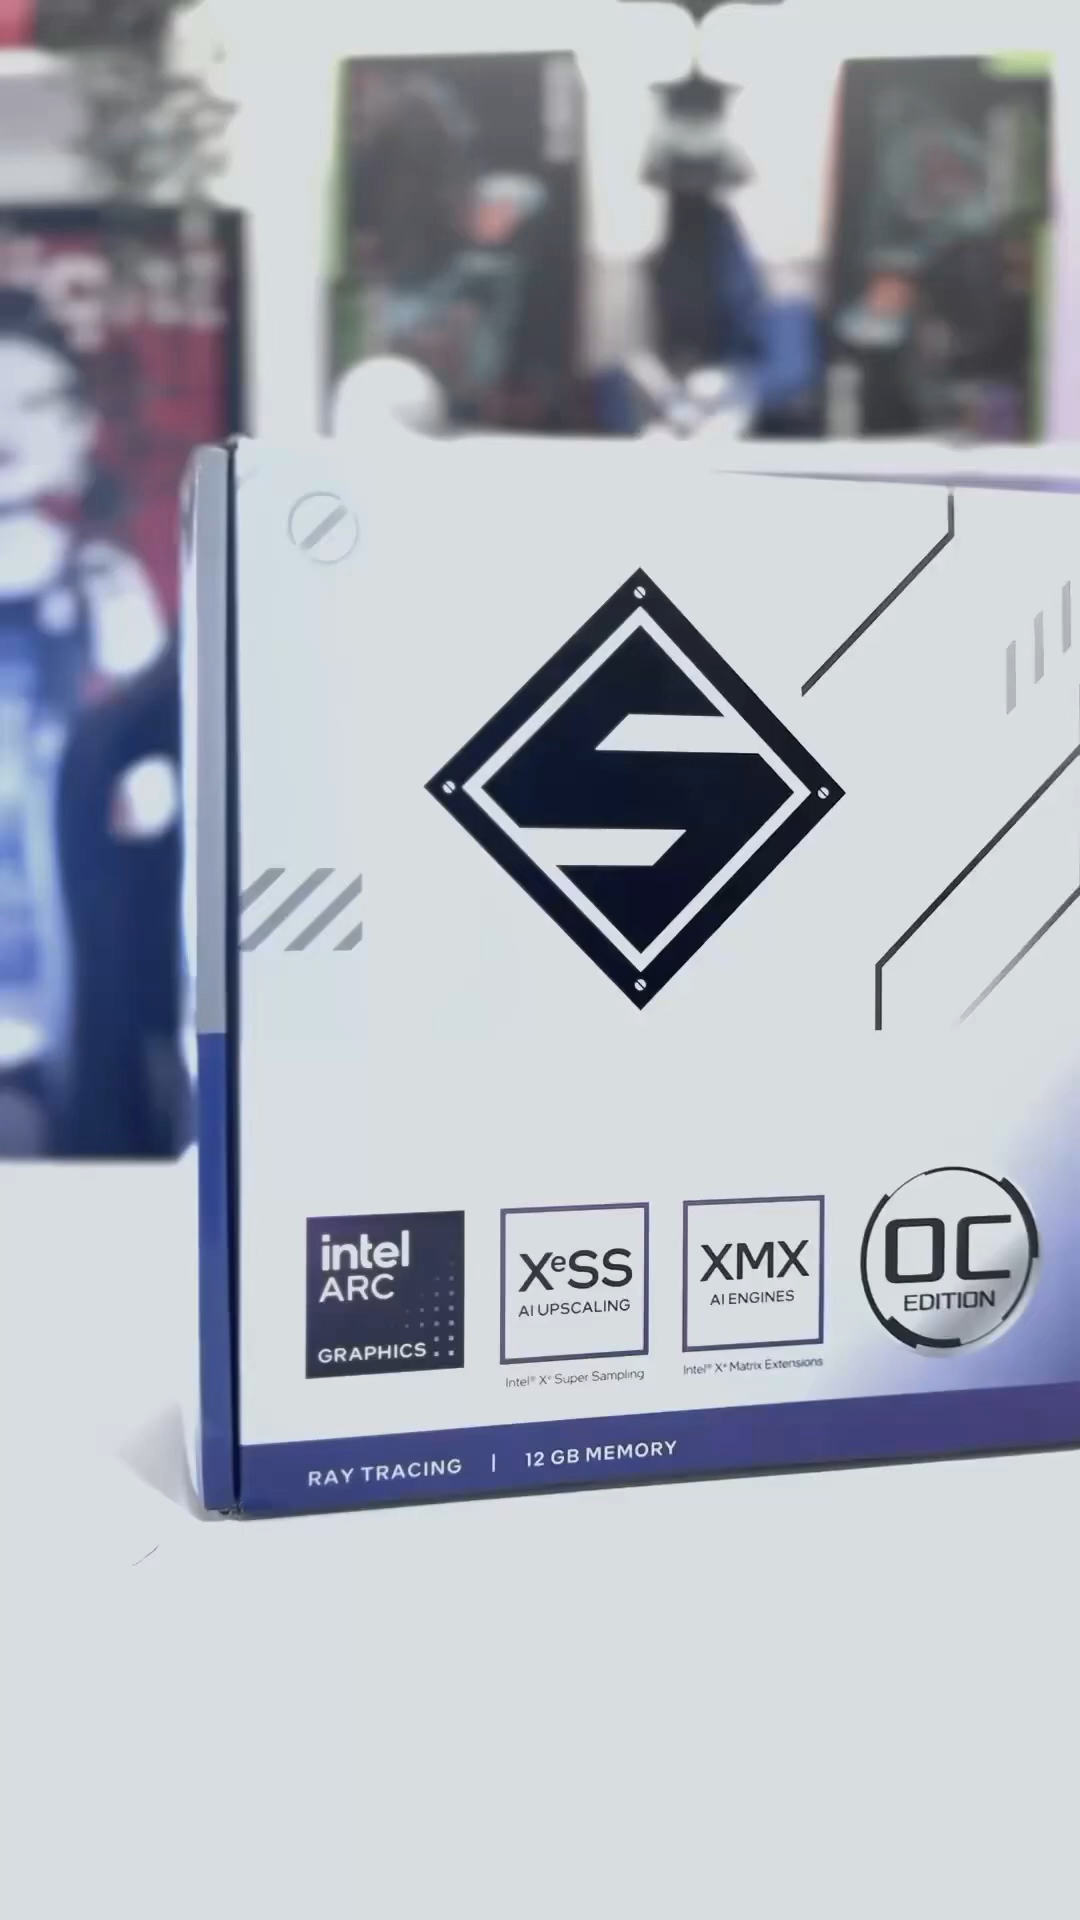 S
intel
ARC
GRAPHICS
XeSS
AI UPSCALING
Intel® Xe Super Sampling
XMX
AI ENGINES
Intel® Xe Matrix Extensions
OC
EDITION
RAY TRACING | 12 GB MEMORY